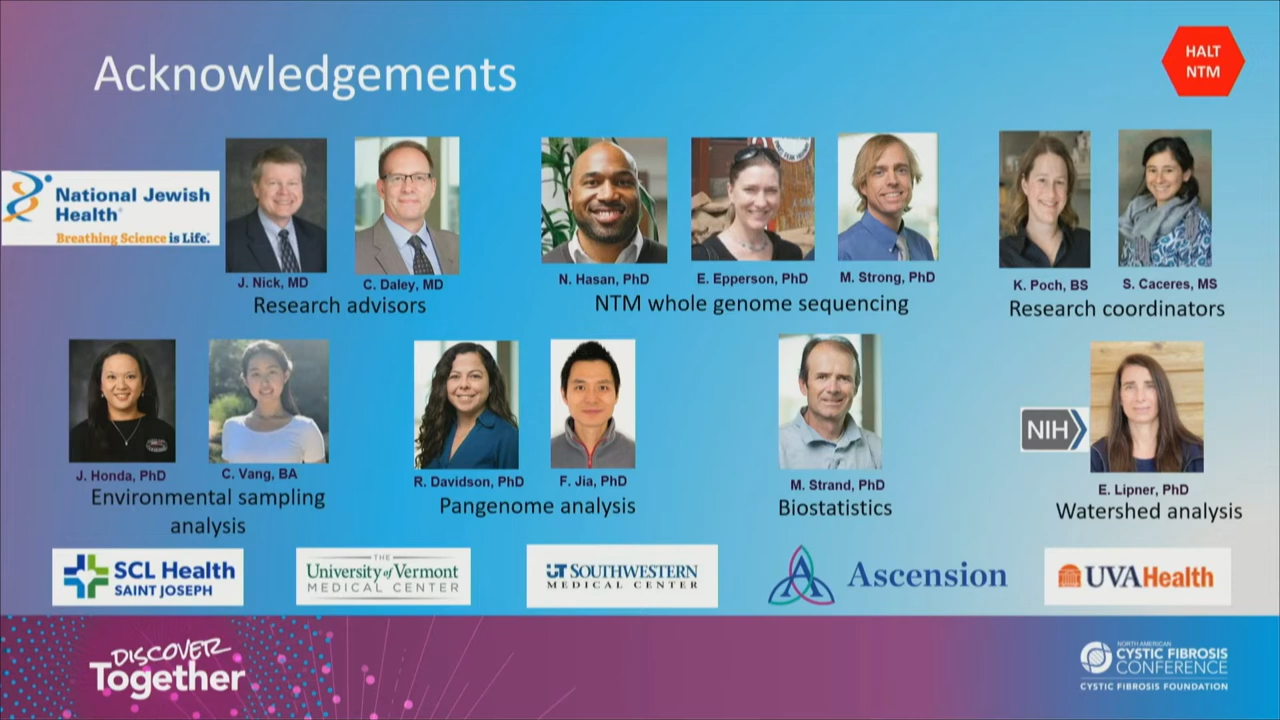 Acknowledgements
HALT
NTM
National Jewish
Health®
Breathing Science is Life.
J. Nick, MD
C. Daley, MD
Research advisors
N. Hasan, PhD
E. Epperson, PhD
M. Strong, PhD
NTM whole genome sequencing
K. Poch, BS
S. Caceres, MS
Research coordinators
J. Honda, PhD
C. Vang, BA
Environmental sampling
analysis
R. Davidson, PhD
F. Jia, PhD
Pangenome analysis
M. Strand, PhD
Biostatistics
NIH
E. Lipner, PhD
Watershed analysis
SCL Health
SAINT JOSEPH
THE
University of Vermont
MEDICAL CENTER
UT SOUTHWESTERN
MEDICAL CENTER
Ascension
UVAHealth
DISCOVER
Together
NORTH AMERICAN
CYSTIC FIBROSIS
CONFERENCE
CYSTIC FIBROSIS FOUNDATION